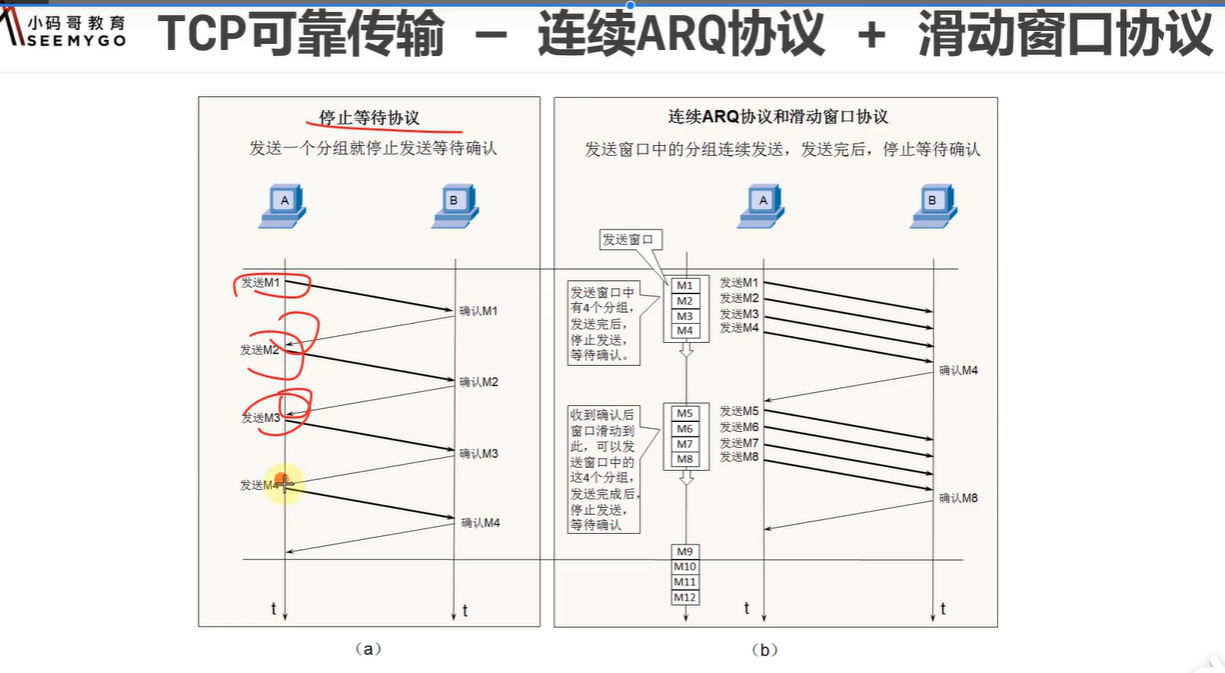 小码哥教育
SEEMYGO
TCP可靠传输 － 连续ARQ协议 + 滑动窗口协议
停止等待协议
发送一个分组就停止发送等待确认
A
B
发送M1
确认M1
发送M2
确认M2
发送M3
确认M3
发送M4
确认M4
t
t
（a）
连续ARQ协议和滑动窗口协议
发送窗口中的分组连续发送，发送完后，停止等待确认
A
B
发送窗口
发送窗口中
有4个分组，
发送完后，
停止发送，
等待确认。
M1
M2
M3
M4
发送M1
发送M2
发送M3
发送M4
确认M4
收到确认后
窗口滑动到
此，可以发
送窗口中的
这4个分组，
发送完成后，
停止发送，
等待确认
M5
M6
M7
M8
发送M5
发送M6
发送M7
发送M8
确认M8
M9
M10
M11
M12
t
t
（b）